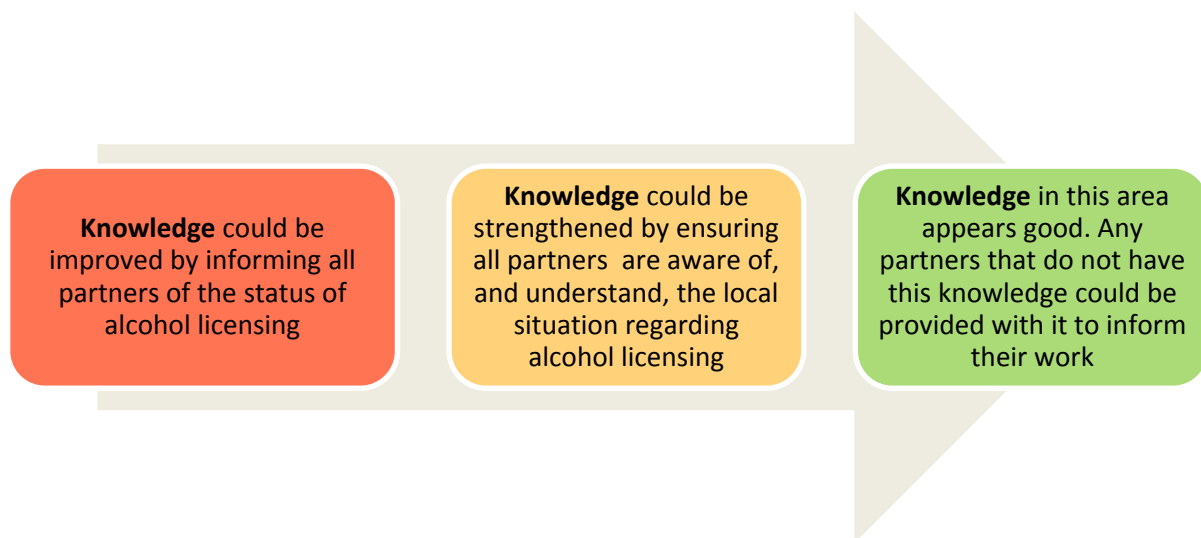 Knowledge could be
improved by informing all
partners of the status of
alcohol licensing
Knowledge could be
strengthened by ensuring
all partners  are aware of,
and understand, the local
situation regarding
alcohol licensing
Knowledge in this area
appears good. Any
partners that do not have
this knowledge could be
provided with it to inform
their work